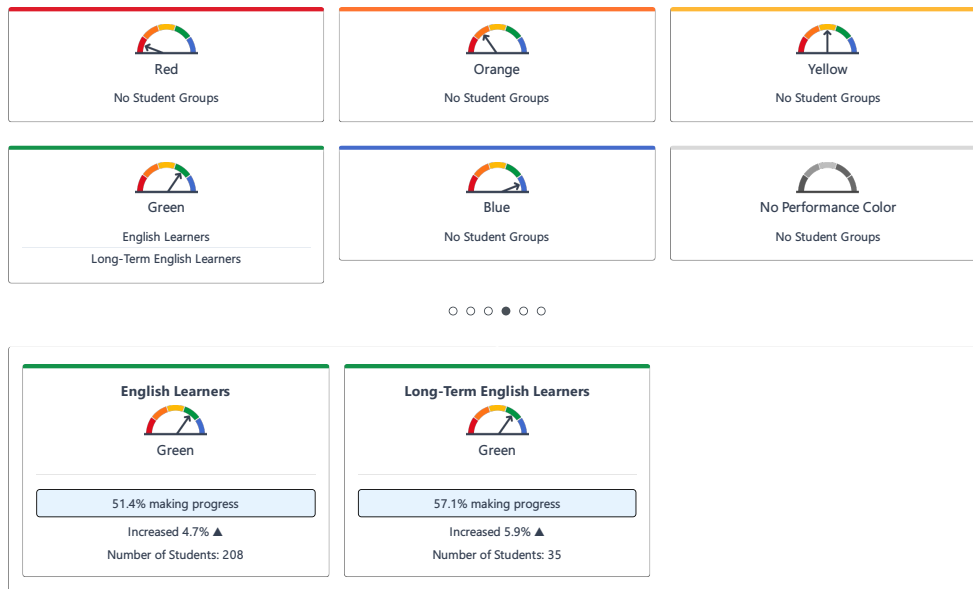 Red
No Student Groups
Orange
No Student Groups
Yellow
No Student Groups
Green
English Learners
Long-Term English Learners
Blue
No Student Groups
No Performance Color
No Student Groups
English Learners
Green
51.4% making progress
Increased 4.7% ▲
Number of Students: 208
Long-Term English Learners
Green
57.1% making progress
Increased 5.9% ▲
Number of Students: 35